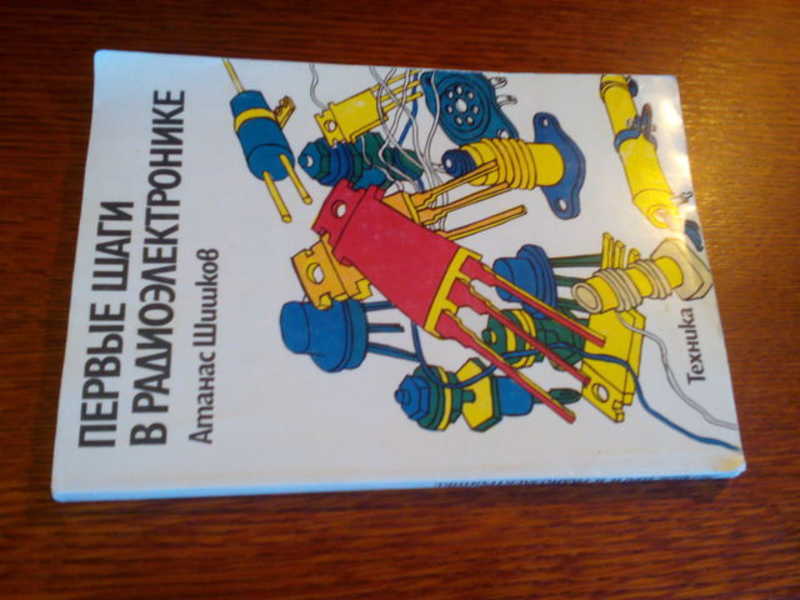 ПЕРВЫЕ ШАГИ
В РАДИОЭЛЕКТРОНИКЕ
Атанас Шишков
Техника